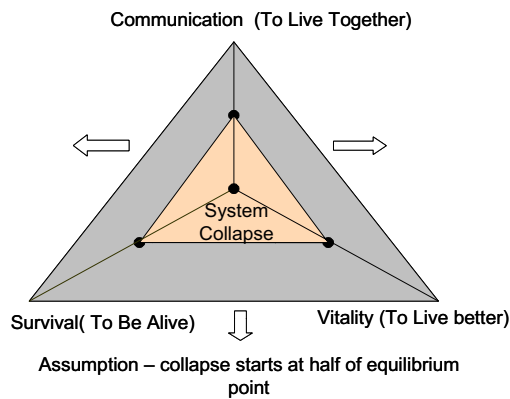 Communication  (To Live Together)
System
Collapse
Survival( To Be Alive)
Vitality (To Live better)
Assumption – collapse starts at half of equilibrium
point